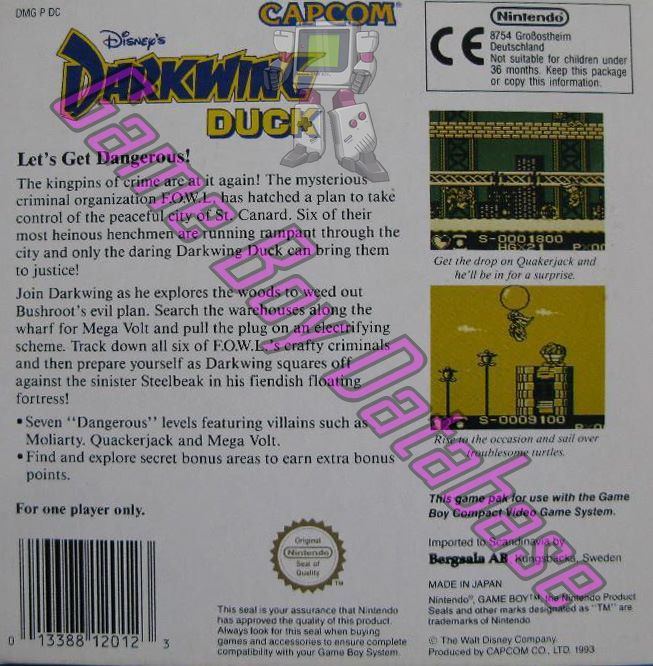 DMG P DC
CAPCOM
Disney's
DARKWING
DUCK
Let's Get Dangerous!
The kingpins of crime are at it again! The mysterious
criminal organization F.O.W.L. has hatched a plan to take
control of the peaceful city of St. Canard. Six of their
most heinous henchmen are running rampant through the
city and only the daring Darkwing Duck can bring them
to justice!
Join Darkwing as he explores the woods to weed out
Bushroot's evil plan. Search the warehouses along the
wharf for Mega Volt and pull the plug on an electrifying
scheme. Track down all six of F.O.W.L.'s crafty criminals
and then prepare yourself as Darkwing squares off
against the sinister Steelbeak in his fiendish floating
fortress!
•Seven "Dangerous" levels featuring villains such as
Moliarty, Quackerjack and Mega Volt.
•Find and explore secret bonus areas to earn extra bonus
points.
For one player only.
0 13388 12012 3
Original
Nintendo
Seal of
Quality
TM
This seal is your assurance that Nintendo
has approved the quality of this product.
Always look for this seal when buying
games and accessories to ensure complete
compatibility with your Game Boy System.
CE
Nintendo
8754 Großostheim
Deutschland
Not suitable for children under
36 months. Keep this package
or copy this information.
S-0001800
HG×21 P×00
Get the drop on Quakerjack and
he'll be in for a surprise.
S-0009100
Rise to the occasion and sail over
troublesome turtles.
This game pak for use with the Game
Boy Compact Video Game System.
Imported to Scandinavia by
Bergsala AB Kungsbacka, Sweden
MADE IN JAPAN
Nintendo®, GAME BOY™, the Nintendo Product
Seals and other marks designated as "TM" are
trademarks of Nintendo
© The Walt Disney Company.
Produced by CAPCOM CO., LTD. 1993
Game Boy Database